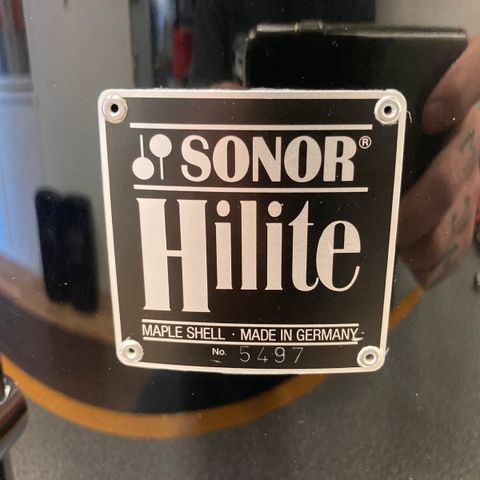 SONOR®
Hilite
MAPLE SHELL · MADE IN GERMANY
No. 5497